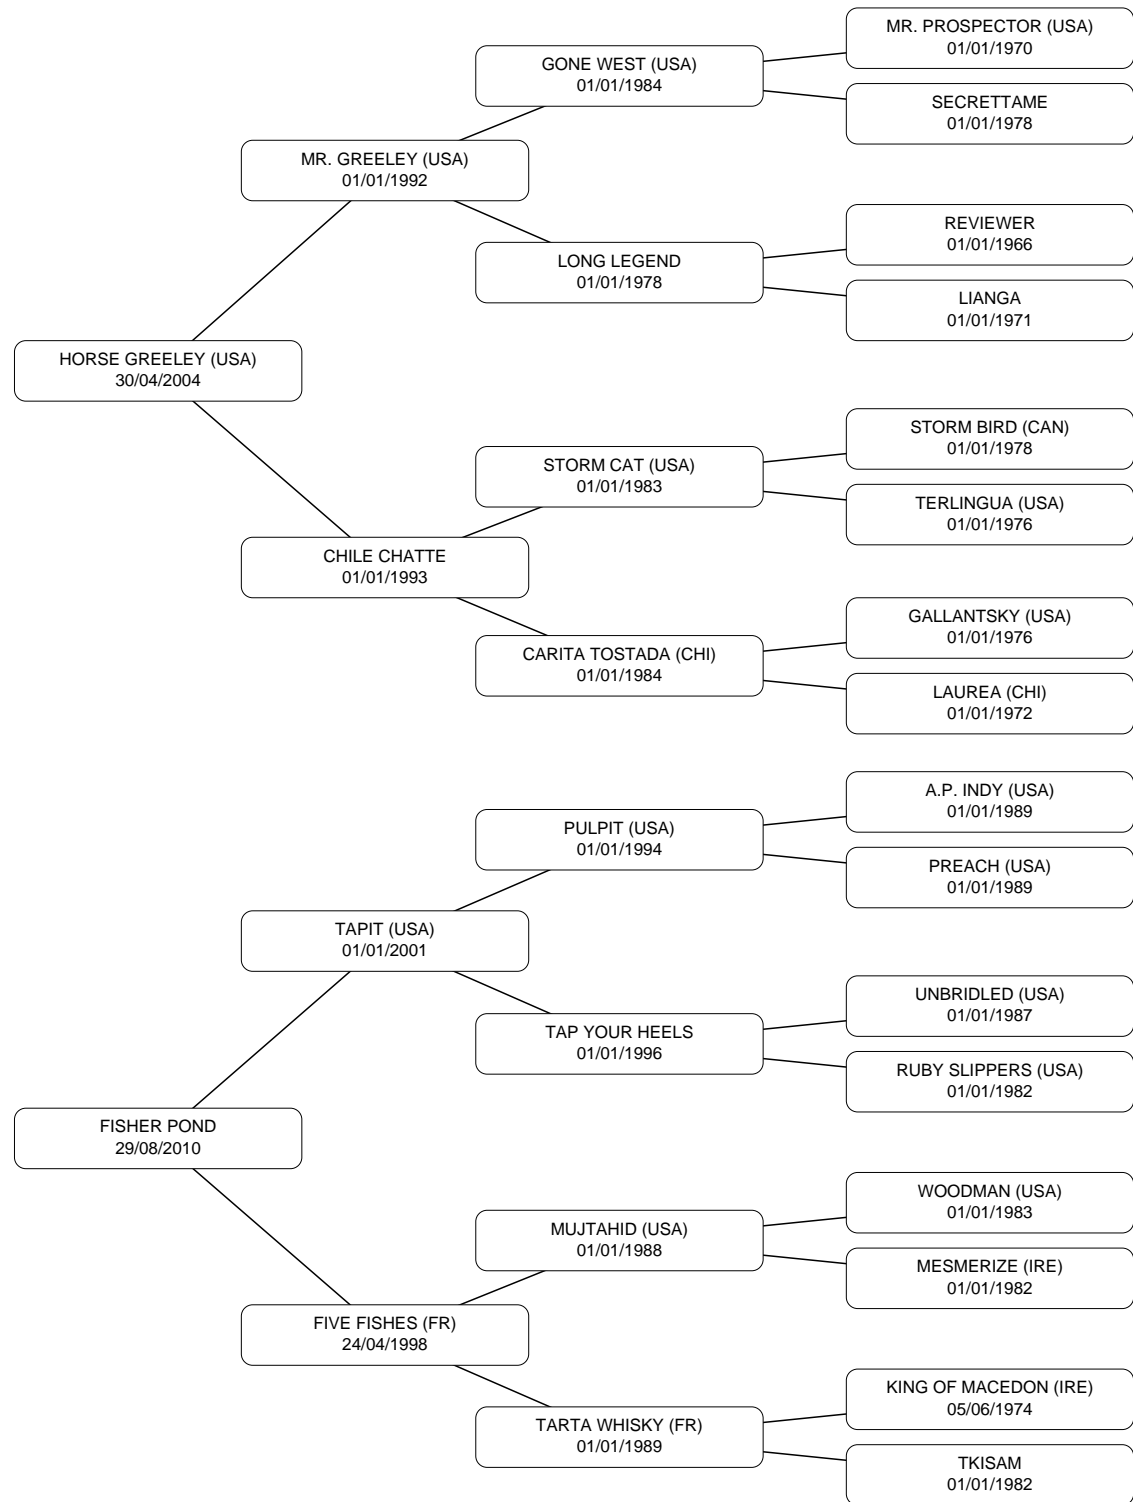 MR. PROSPECTOR (USA)
01/01/1970
GONE WEST (USA)
01/01/1984
SECRETTAME
01/01/1978
MR. GREELEY (USA)
01/01/1992
REVIEWER
01/01/1966
LONG LEGEND
01/01/1978
LIANGA
01/01/1971
HORSE GREELEY (USA)
30/04/2004
STORM BIRD (CAN)
01/01/1978
STORM CAT (USA)
01/01/1983
TERLINGUA (USA)
01/01/1976
CHILE CHATTE
01/01/1993
GALLANTSKY (USA)
01/01/1976
CARITA TOSTADA (CHI)
01/01/1984
LAUREA (CHI)
01/01/1972
A.P. INDY (USA)
01/01/1989
PULPIT (USA)
01/01/1994
PREACH (USA)
01/01/1989
TAPIT (USA)
01/01/2001
UNBRIDLED (USA)
01/01/1987
TAP YOUR HEELS
01/01/1996
RUBY SLIPPERS (USA)
01/01/1982
FISHER POND
29/08/2010
WOODMAN (USA)
01/01/1983
MUJTAHID (USA)
01/01/1988
MESMERIZE (IRE)
01/01/1982
FIVE FISHES (FR)
24/04/1998
KING OF MACEDON (IRE)
05/06/1974
TARTA WHISKY (FR)
01/01/1989
TKISAM
01/01/1982